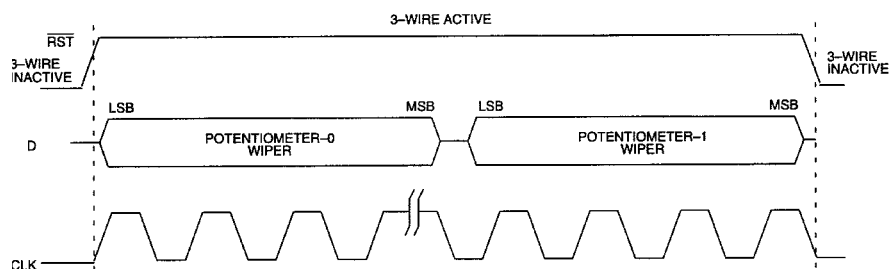 3–WIRE ACTIVE
RST
3–WIRE
INACTIVE
3–WIRE
INACTIVE
LSB
MSB
LSB
MSB
D
POTENTIOMETER–0
WIPER
POTENTIOMETER–1
WIPER
CLK